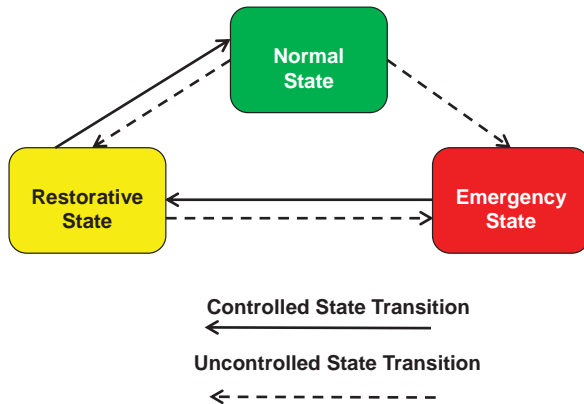 Normal
State
Restorative
State
Emergency
State
Controlled State Transition
Uncontrolled State Transition